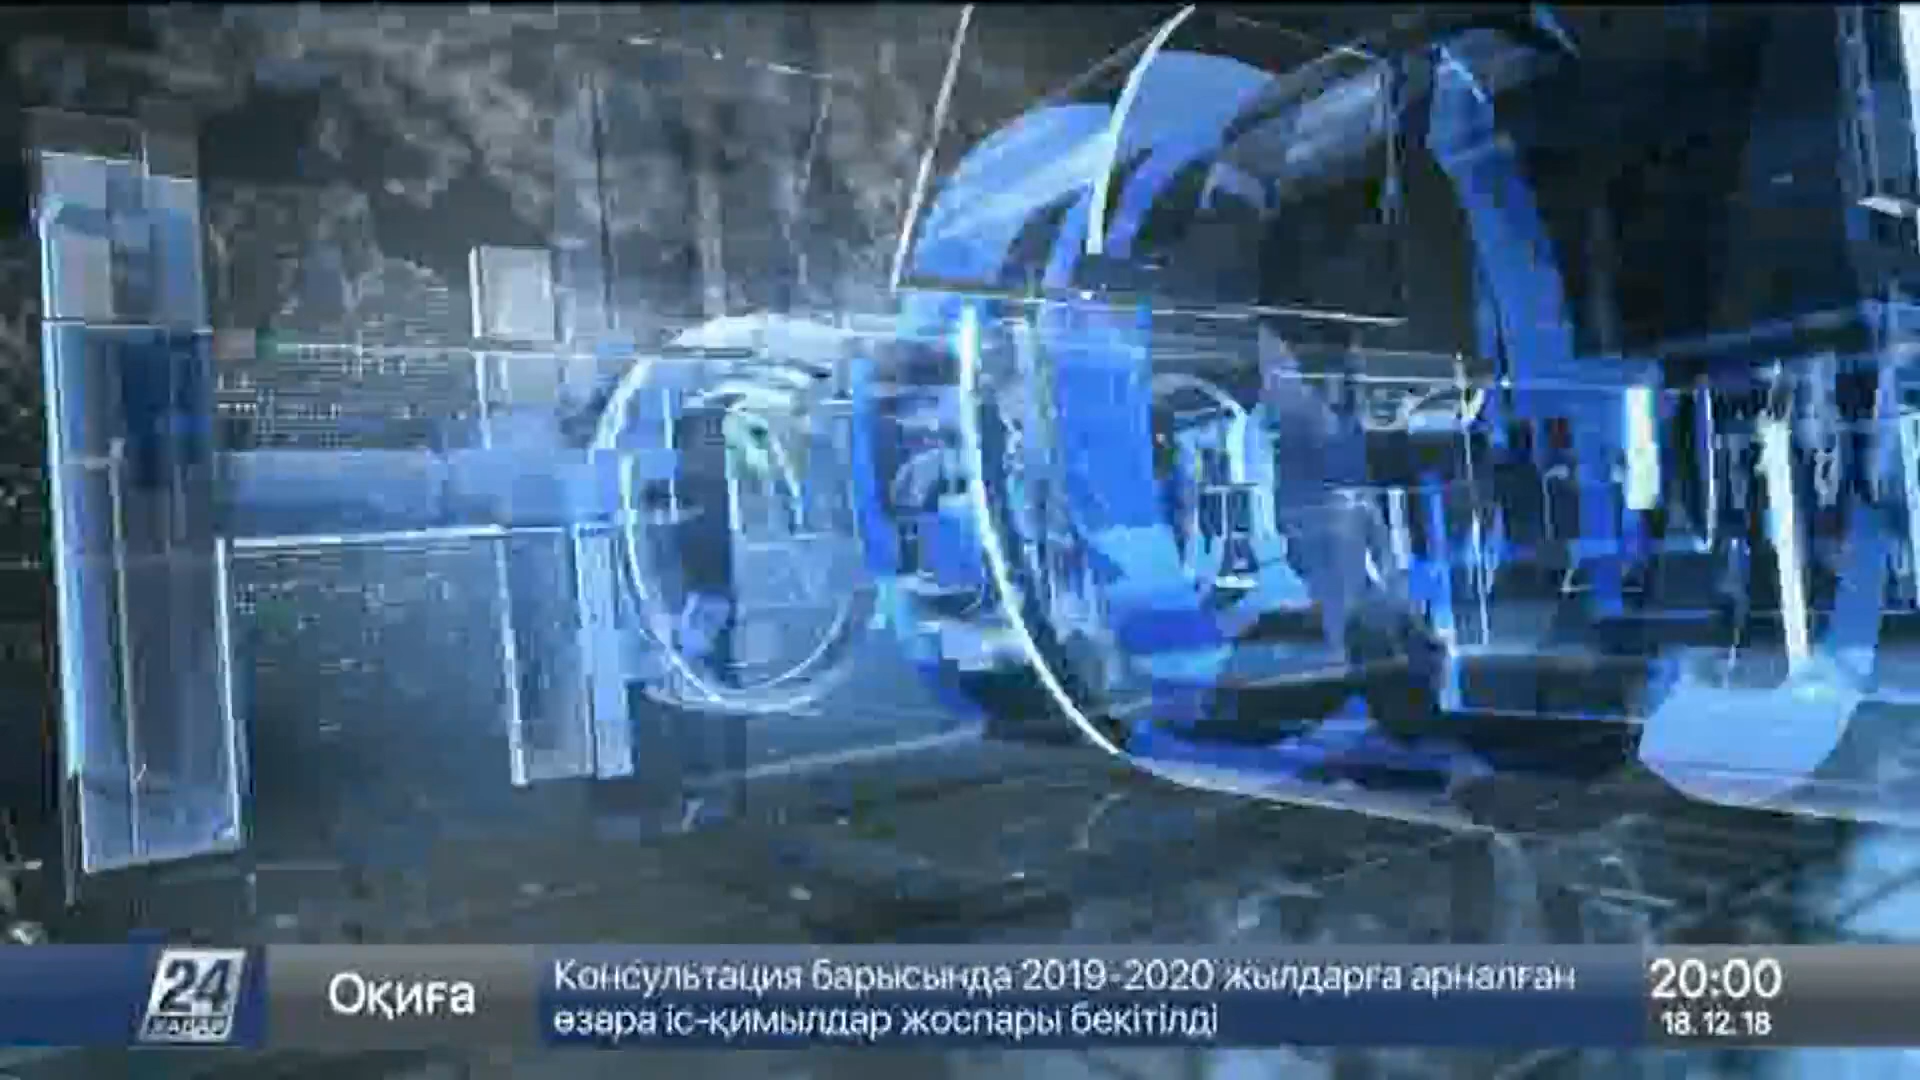 24
ХАБАР
Оқиға
Консультация барысында 2019-2020 жылдарға арналған
өзара іс-қимылдар жоспары бекітілді
20:00
18.12.18